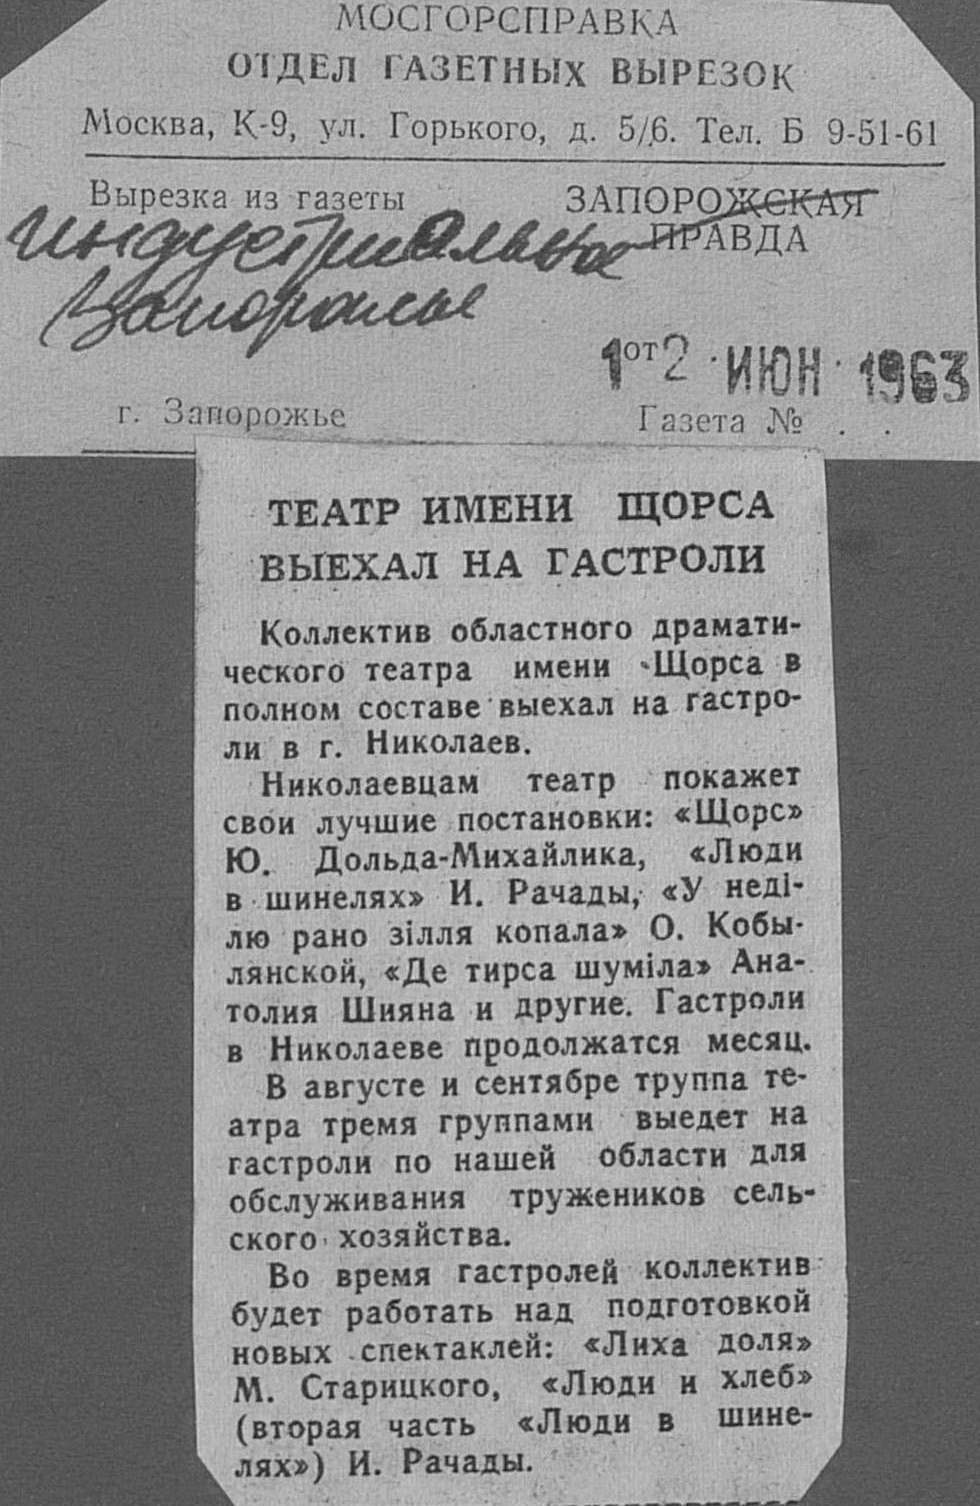 МОСГОРСПРАВКА
ОТДЕЛ ГАЗЕТНЫХ ВЫРЕЗОК
Москва, К-9, ул. Горького, д. 5/6. Тел. Б 9-51-61
Вырезка из газеты
ЗАПОРОЖСКАЯ
ПРАВДА
Индустриальное
Запорожье
1 от 2 ИЮН 1963
г. Запорожье
Газета № . .
ТЕАТР ИМЕНИ ЩОРСА
ВЫЕХАЛ НА ГАСТРОЛИ
Коллектив областного драмати-
ческого театра имени Щорса в
полном составе выехал на гастро-
ли в г. Николаев.
Николаевцам театр покажет
свои лучшие постановки: «Щорс»
Ю. Дольда-Михайлика, «Люди
в шинелях» И. Рачады, «У неді-
лю рано зілля копала» О. Кобы-
лянской, «Де тирса шуміла» Ана-
толия Шияна и другие. Гастроли
в Николаеве продолжатся месяц.
В августе и сентябре труппа те-
атра тремя группами выедет на
гастроли по нашей области для
обслуживания тружеников сель-
ского хозяйства.
Во время гастролей коллектив
будет работать над подготовкой
новых спектаклей: «Лиха доля»
М. Старицкого, «Люди и хлеб»
(вторая часть «Люди в шине-
лях») И. Рачады.